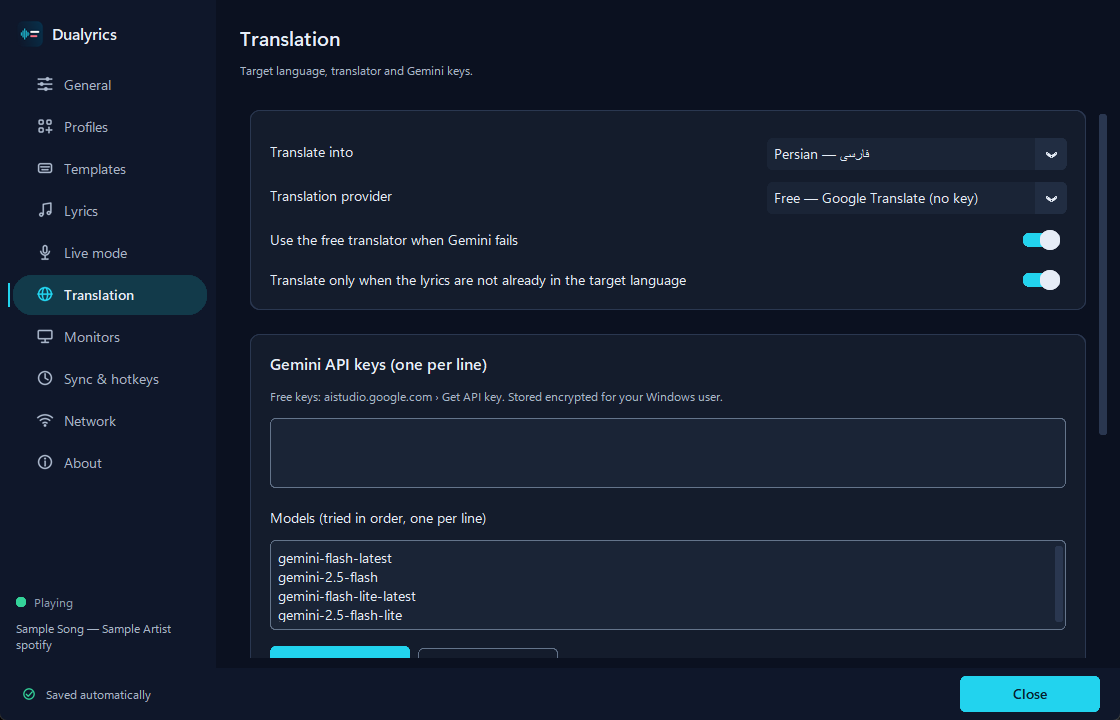 Dualyrics
General
Profiles
Templates
Lyrics
Live mode
Translation
Monitors
Sync & hotkeys
Network
About
Playing
Sample Song — Sample Artist
spotify
Saved automatically
Translation
Target language, translator and Gemini keys.
Translate into
Persian — فارسی
Translation provider
Free — Google Translate (no key)
Use the free translator when Gemini fails
Translate only when the lyrics are not already in the target language
Gemini API keys (one per line)
Free keys: aistudio.google.com › Get API key. Stored encrypted for your Windows user.
Models (tried in order, one per line)
gemini-flash-latest
gemini-2.5-flash
gemini-flash-lite-latest
gemini-2.5-flash-lite
Close